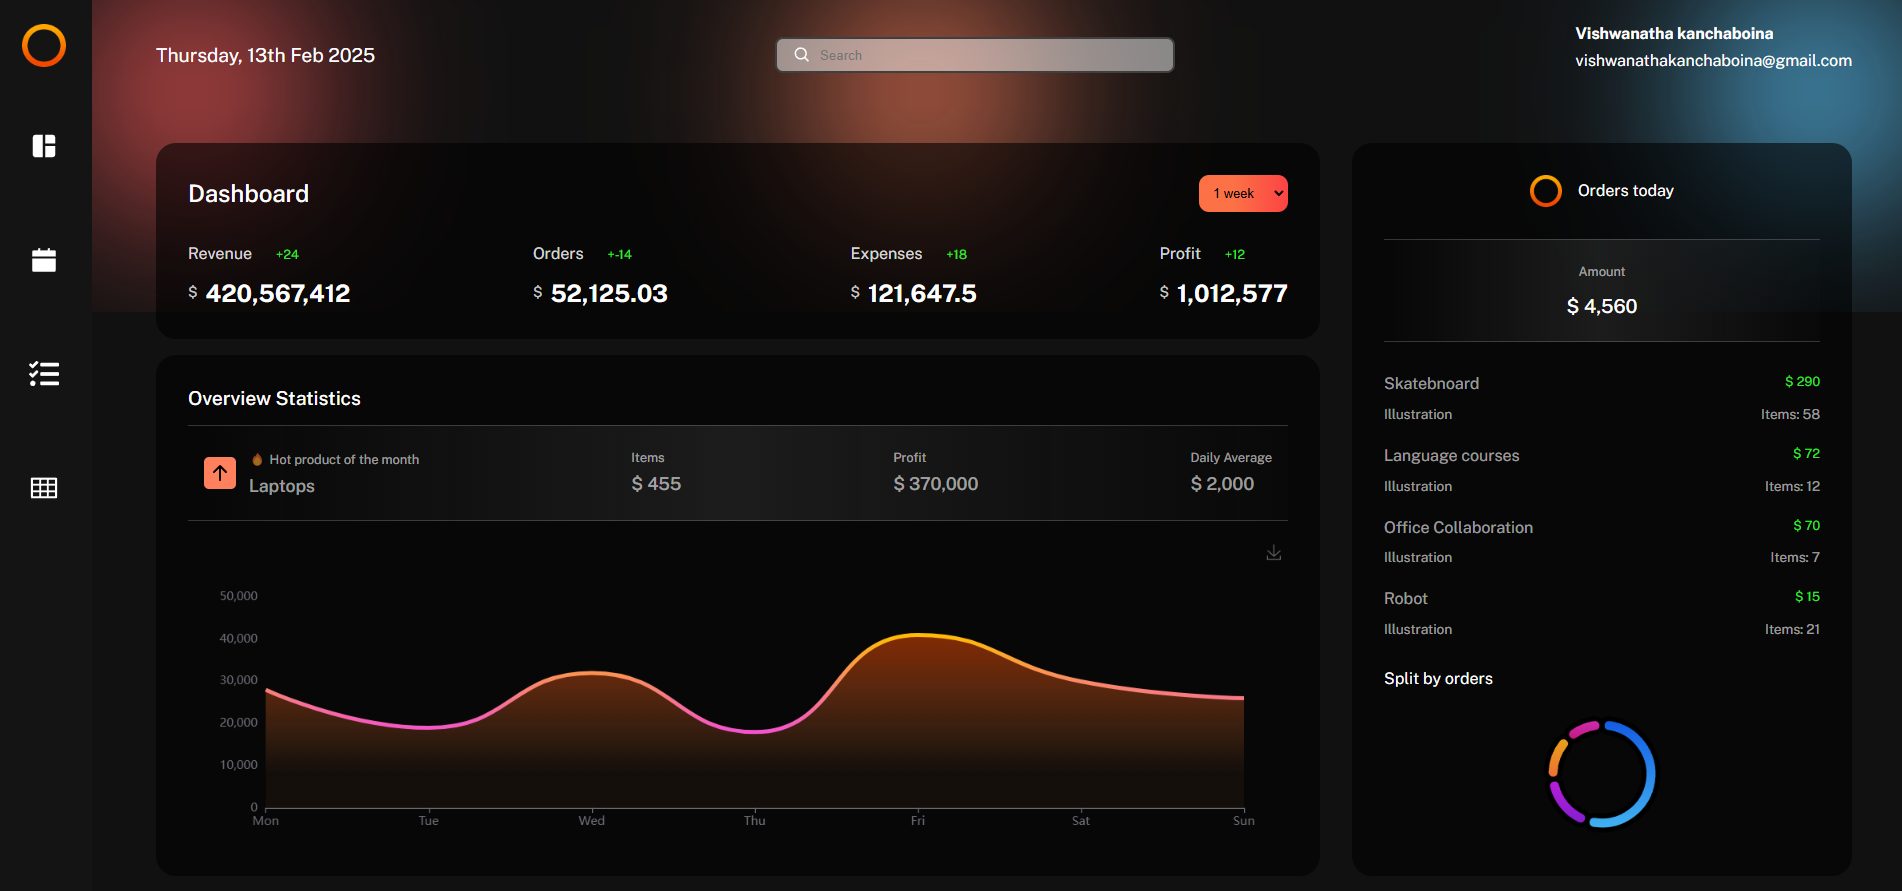 Thursday, 13th Feb 2025
Search
Vishwanatha kanchaboina
vishwanathakanchaboina@gmail.com
Dashboard
1 week
Revenue +24
$ 420,567,412
Orders +-14
$ 52,125.03
Expenses +18
$ 121,647.5
Profit +12
$ 1,012,577
Overview Statistics
Hot product of the month
Laptops
Items
$ 455
Profit
$ 370,000
Daily Average
$ 2,000
50,000
40,000
30,000
20,000
10,000
0
Mon Tue Wed Thu Fri Sat Sun
Orders today
Amount
$ 4,560
Skatebnoard $ 290
Illustration Items: 58
Language courses $ 72
Illustration Items: 12
Office Collaboration $ 70
Illustration Items: 7
Robot $ 15
Illustration Items: 21
Split by orders